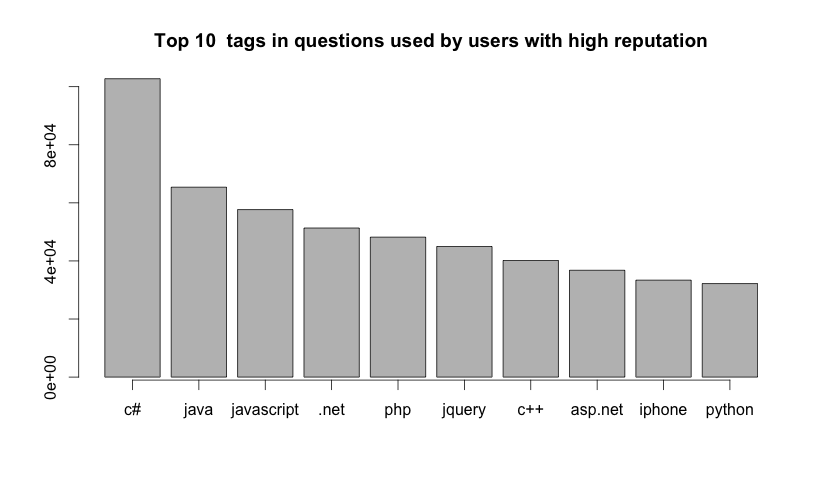 Top 10  tags in questions used by users with high reputation
8e+04
4e+04
0e+00
c# java javascript .net php jquery c++ asp.net iphone python